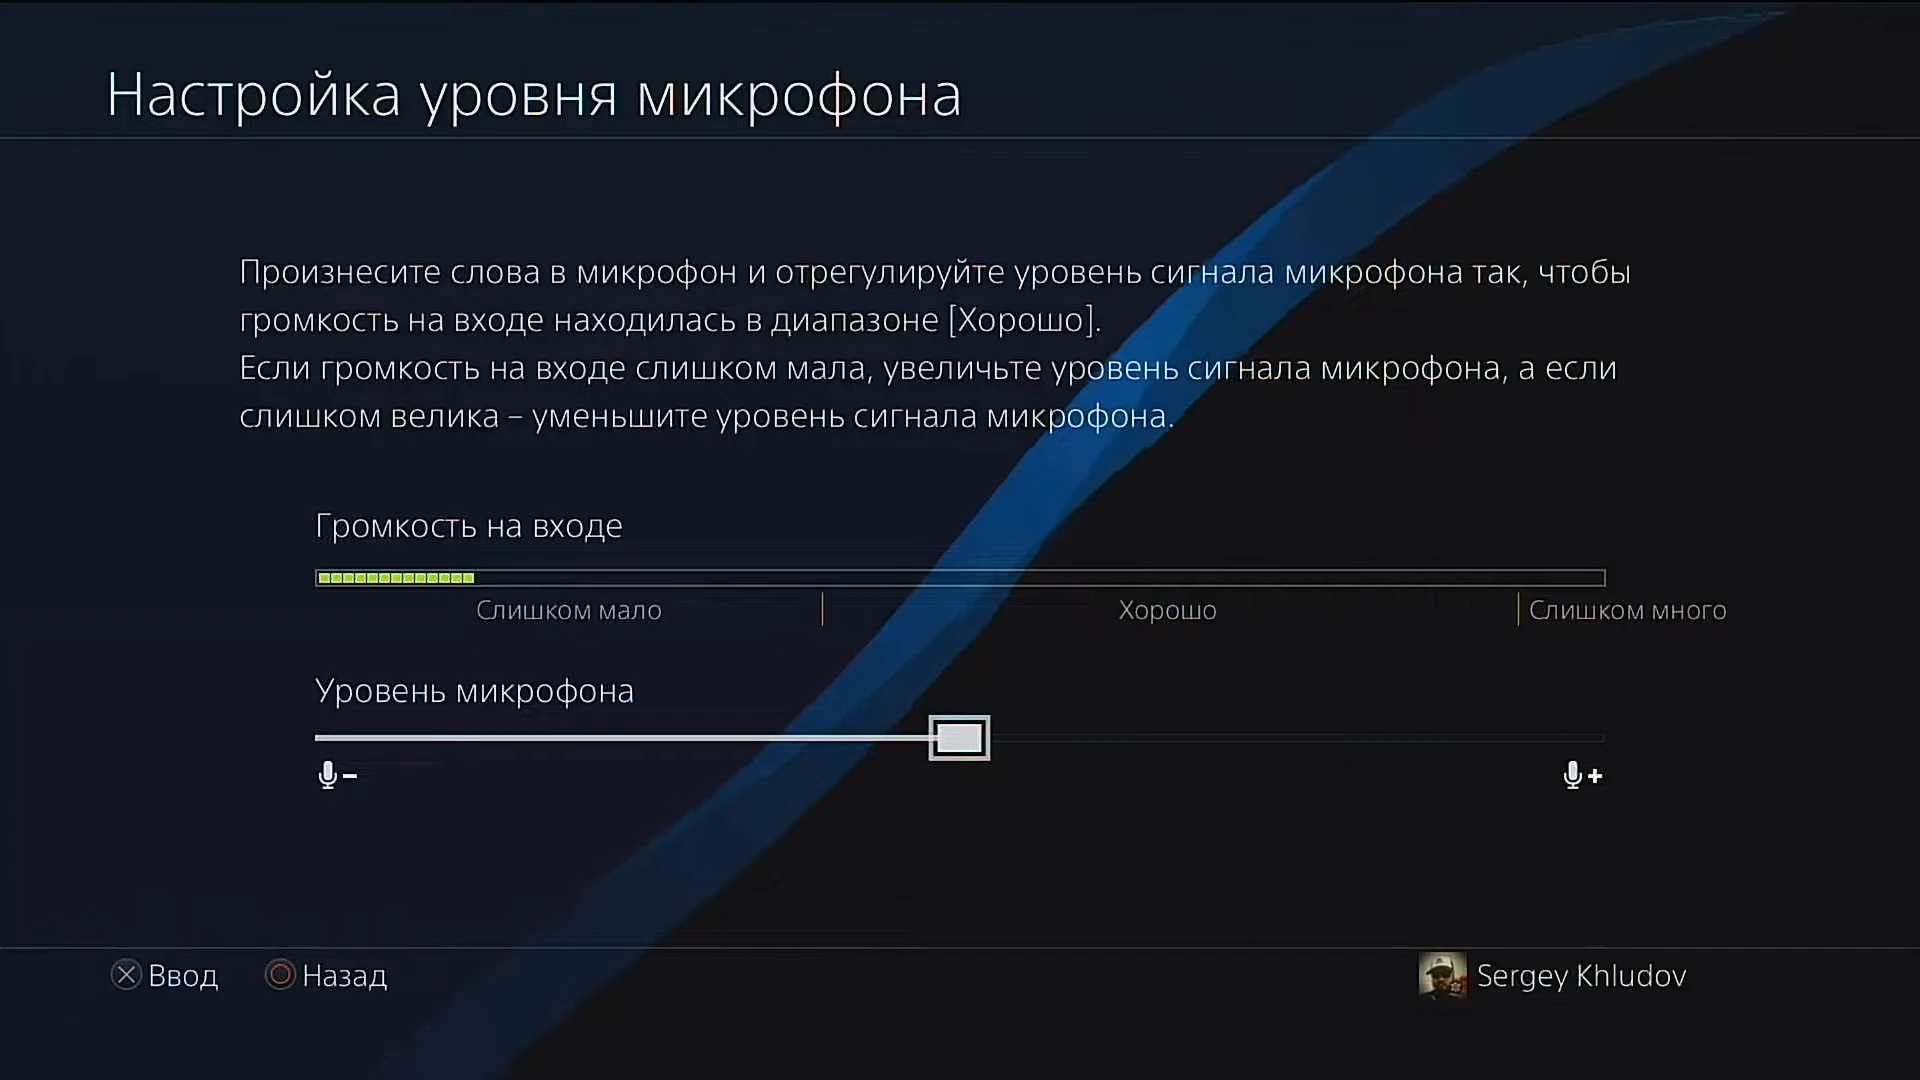 Настройка уровня микрофона
Произнесите слова в микрофон и отрегулируйте уровень сигнала микрофона так, чтобы
громкость на входе находилась в диапазоне [Хорошо].
Если громкость на входе слишком мала, увеличьте уровень сигнала микрофона, а если
слишком велика – уменьшите уровень сигнала микрофона.
Громкость на входе
Слишком мало Хорошо Слишком много
Уровень микрофона
Ввод Назад Sergey Khludov